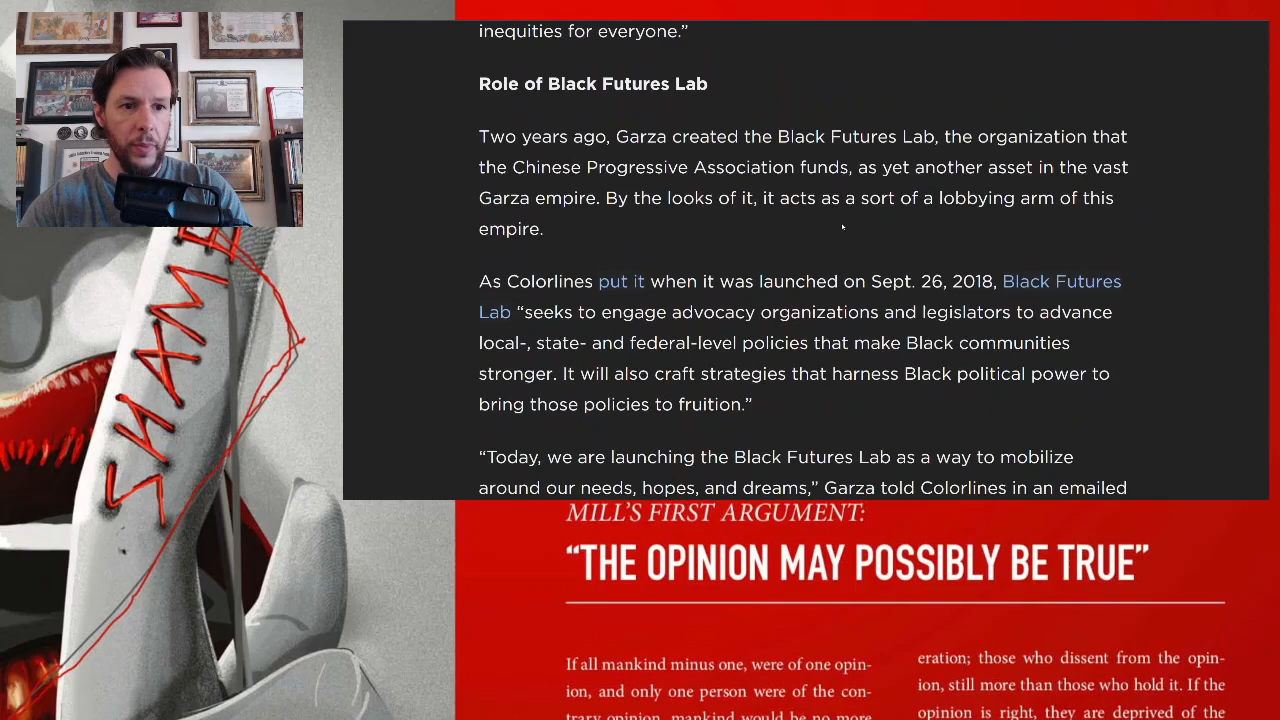 inequities for everyone.”
Role of Black Futures Lab
Two years ago, Garza created the Black Futures Lab, the organization that
the Chinese Progressive Association funds, as yet another asset in the vast
Garza empire. By the looks of it, it acts as a sort of a lobbying arm of this
empire.
As Colorlines put it when it was launched on Sept. 26, 2018, Black Futures
Lab “seeks to engage advocacy organizations and legislators to advance
local-, state- and federal-level policies that make Black communities
stronger. It will also craft strategies that harness Black political power to
bring those policies to fruition.”
“Today, we are launching the Black Futures Lab as a way to mobilize
around our needs, hopes, and dreams,” Garza told Colorlines in an emailed
SHAME
MILL’S FIRST ARGUMENT:
“THE OPINION MAY POSSIBLY BE TRUE”
If all mankind minus one, were of one opin-
ion, and only one person were of the con-
trary opinion, mankind would be no more
eration; those who dissent from the opin-
ion, still more than those who hold it. If the
opinion is right, they are deprived of the